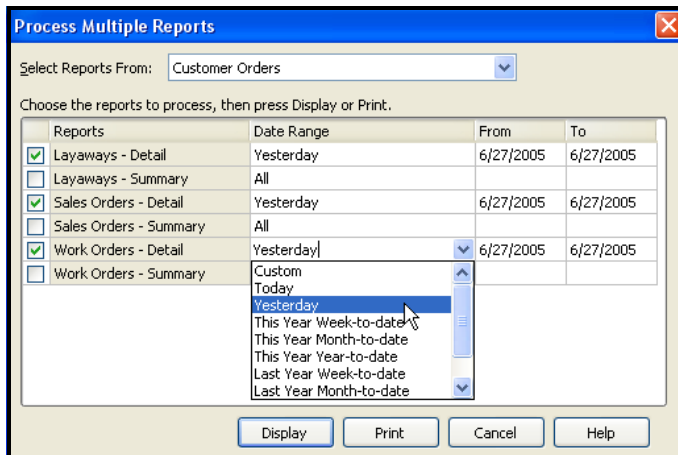 Process Multiple Reports
Select Reports From: Customer Orders
Choose the reports to process, then press Display or Print.
Reports Date Range From To
Layaways - Detail Yesterday 6/27/2005 6/27/2005
Layaways - Summary All
Sales Orders - Detail Yesterday 6/27/2005 6/27/2005
Sales Orders - Summary All
Work Orders - Detail Yesterday 6/27/2005 6/27/2005
Work Orders - Summary
Custom
Today
Yesterday
This Year Week-to-date
This Year Month-to-date
This Year Year-to-date
Last Year Week-to-date
Last Year Month-to-date
Display Print Cancel Help